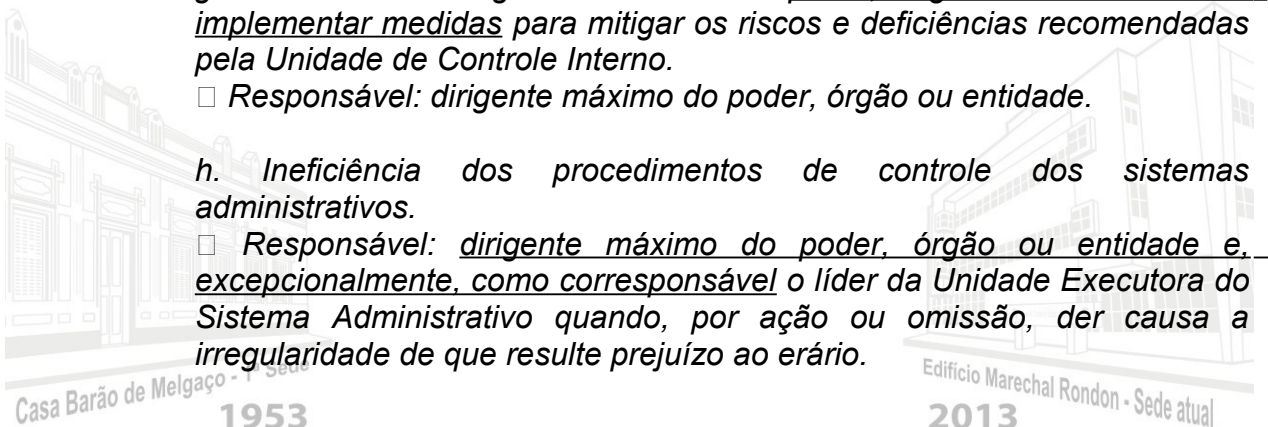 implementar medidas para mitigar os riscos e deficiências recomendadas
pela Unidade de Controle Interno.
□ Responsável: dirigente máximo do poder, órgão ou entidade.
h. Ineficiência dos procedimentos de controle dos sistemas
administrativos.
□ Responsável: dirigente máximo do poder, órgão ou entidade e,
excepcionalmente, como corresponsável o líder da Unidade Executora do
Sistema Administrativo quando, por ação ou omissão, der causa a
irregularidade de que resulte prejuízo ao erário.
Casa Barão de Melgaço - 1ª Sede
1953
Edifício Marechal Rondon - Sede atual
2013